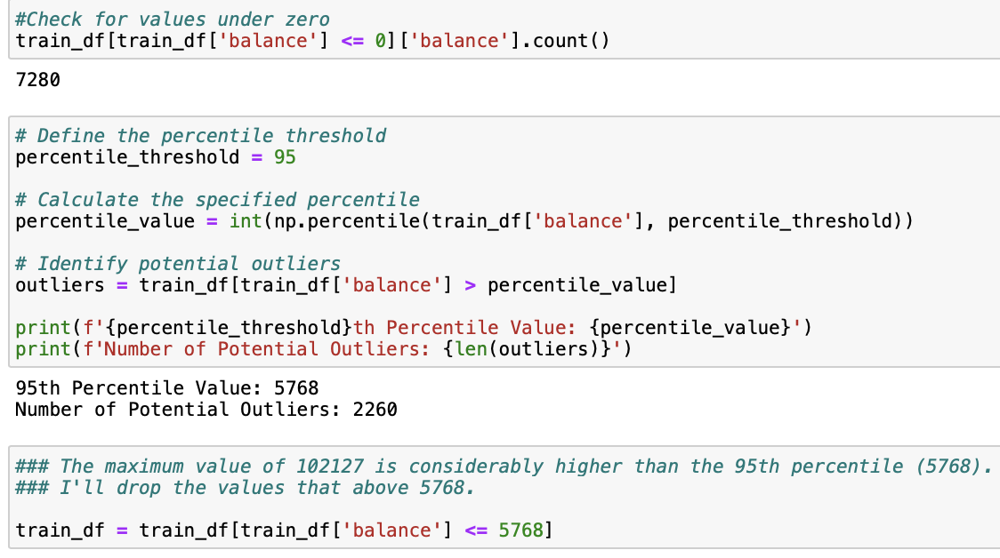 #Check for values under zero
train_df[train_df['balance'] <= 0]['balance'].count()
7280
# Define the percentile threshold
percentile_threshold = 95
# Calculate the specified percentile
percentile_value = int(np.percentile(train_df['balance'], percentile_threshold))
# Identify potential outliers
outliers = train_df[train_df['balance'] > percentile_value]
print(f'{percentile_threshold}th Percentile Value: {percentile_value}')
print(f'Number of Potential Outliers: {len(outliers)}')
95th Percentile Value: 5768
Number of Potential Outliers: 2260
### The maximum value of 102127 is considerably higher than the 95th percentile (5768).
### I'll drop the values that above 5768.
train_df = train_df[train_df['balance'] <= 5768]